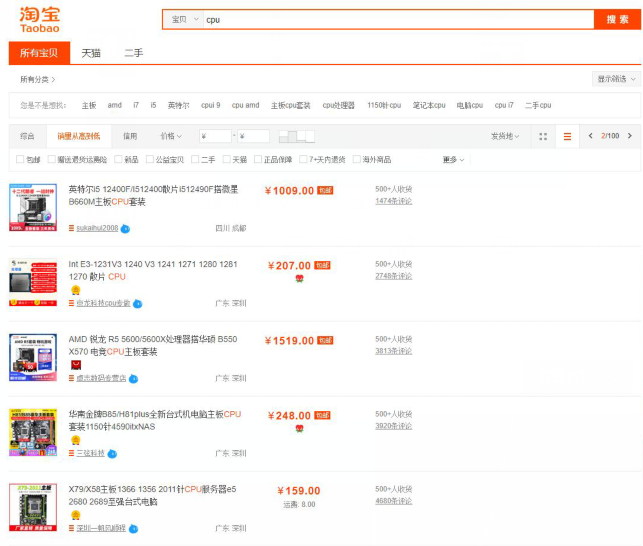 淘宝
Taobao
宝贝
cpu
搜 索
所有宝贝
天猫
二手
所有分类
显示筛选
您是不是想找:
主板
amd
i7
i5
英特尔
cpui 9
cpu amd
主板cpu套装
cpu处理器
1150针cpu
笔记本cpu
电脑cpu
cpu i7
二手cpu
综合
销量从高到低
信用
价格
¥
-
¥
发货地
2/100
包邮
赠送退货运费险
新品
公益宝贝
二手
天猫
正品保障
7+天内退货
海外商品
更多
英特尔i5 12400F/I512400散片i512490F搭微星
B660M主板CPU套装
¥1009.00 包邮
500+人收货
1474条评论
sukaihui2008
四川 成都
Int E3-1231V3 1240 V3 1241 1271 1280 1281
1270 散片 CPU
¥207.00 包邮
500+人收货
2748条评论
广东 深圳
AMD 锐龙 R5 5600/5600X处理器搭华硕 B550
X570 电竞CPU主板套装
¥1519.00 包邮
500+人收货
3813条评论
广东 深圳
华南金牌B85/H81plus全新台式机电脑主板CPU
套装1150针4590itxNAS
¥248.00 包邮
500+人收货
3920条评论
三弦科技
广东 深圳
X79/X58主板1366 1356 2011针CPU服务器e5
2680 2689至强台式电脑
¥159.00
运费: 8.00
500+人收货
4680条评论
深圳一帆风顺程
广东 深圳